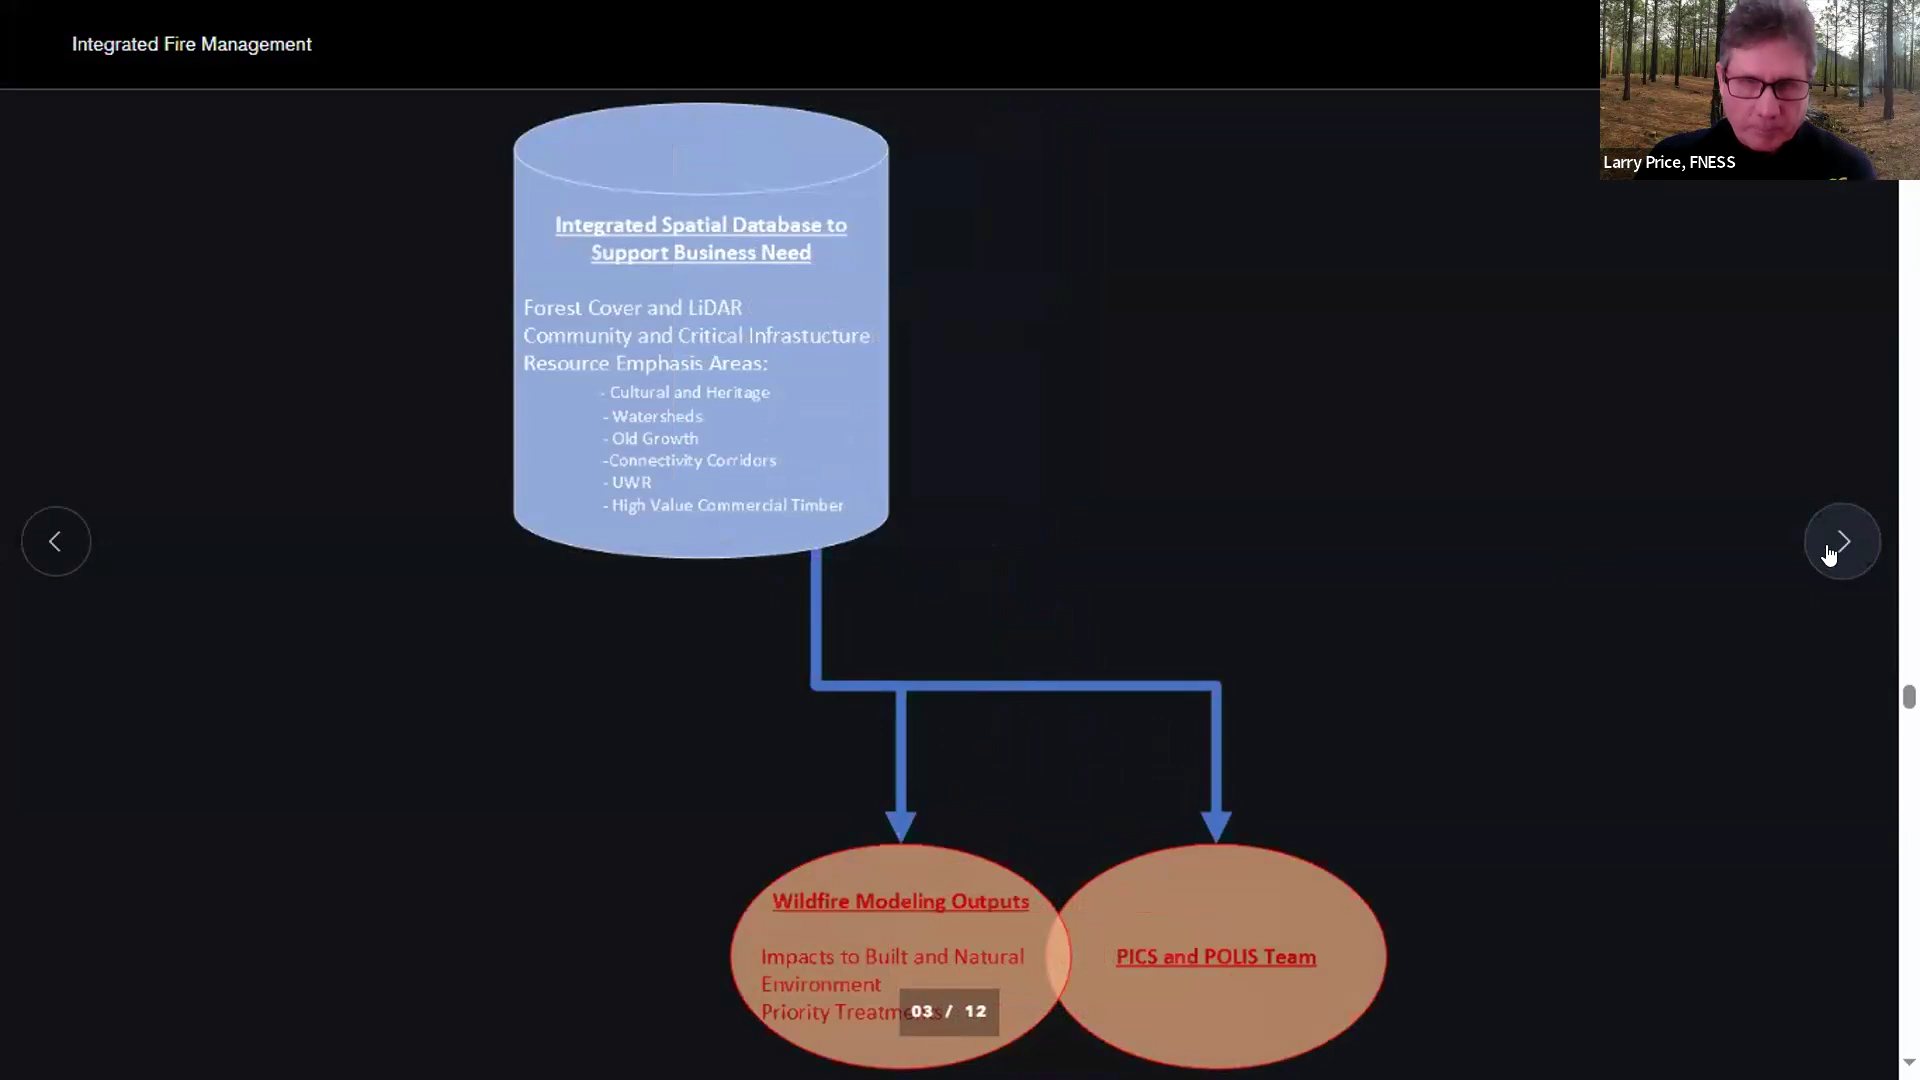 Integrated Fire Management
Larry Price, FNESS
Integrated Spatial Database to
Support Business Need
Forest Cover and LiDAR
Community and Critical Infrastucture
Resource Emphasis Areas:
- Cultural and Heritage
- Watersheds
- Old Growth
-Connectivity Corridors
- UWR
- High Value Commercial Timber
Wildfire Modeling Outputs
Impacts to Built and Natural
Environment
Priority
PICS and POLIS Team
03 / 12